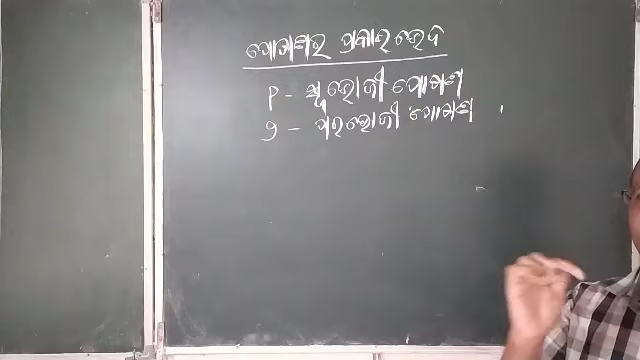 ପୋଷଣର ପ୍ରକାରଭେଦ
୧ - ସ୍ୱଭୋଜୀ ପୋଷଣ
୨ - ପରଭୋଜୀ ପୋଷଣ